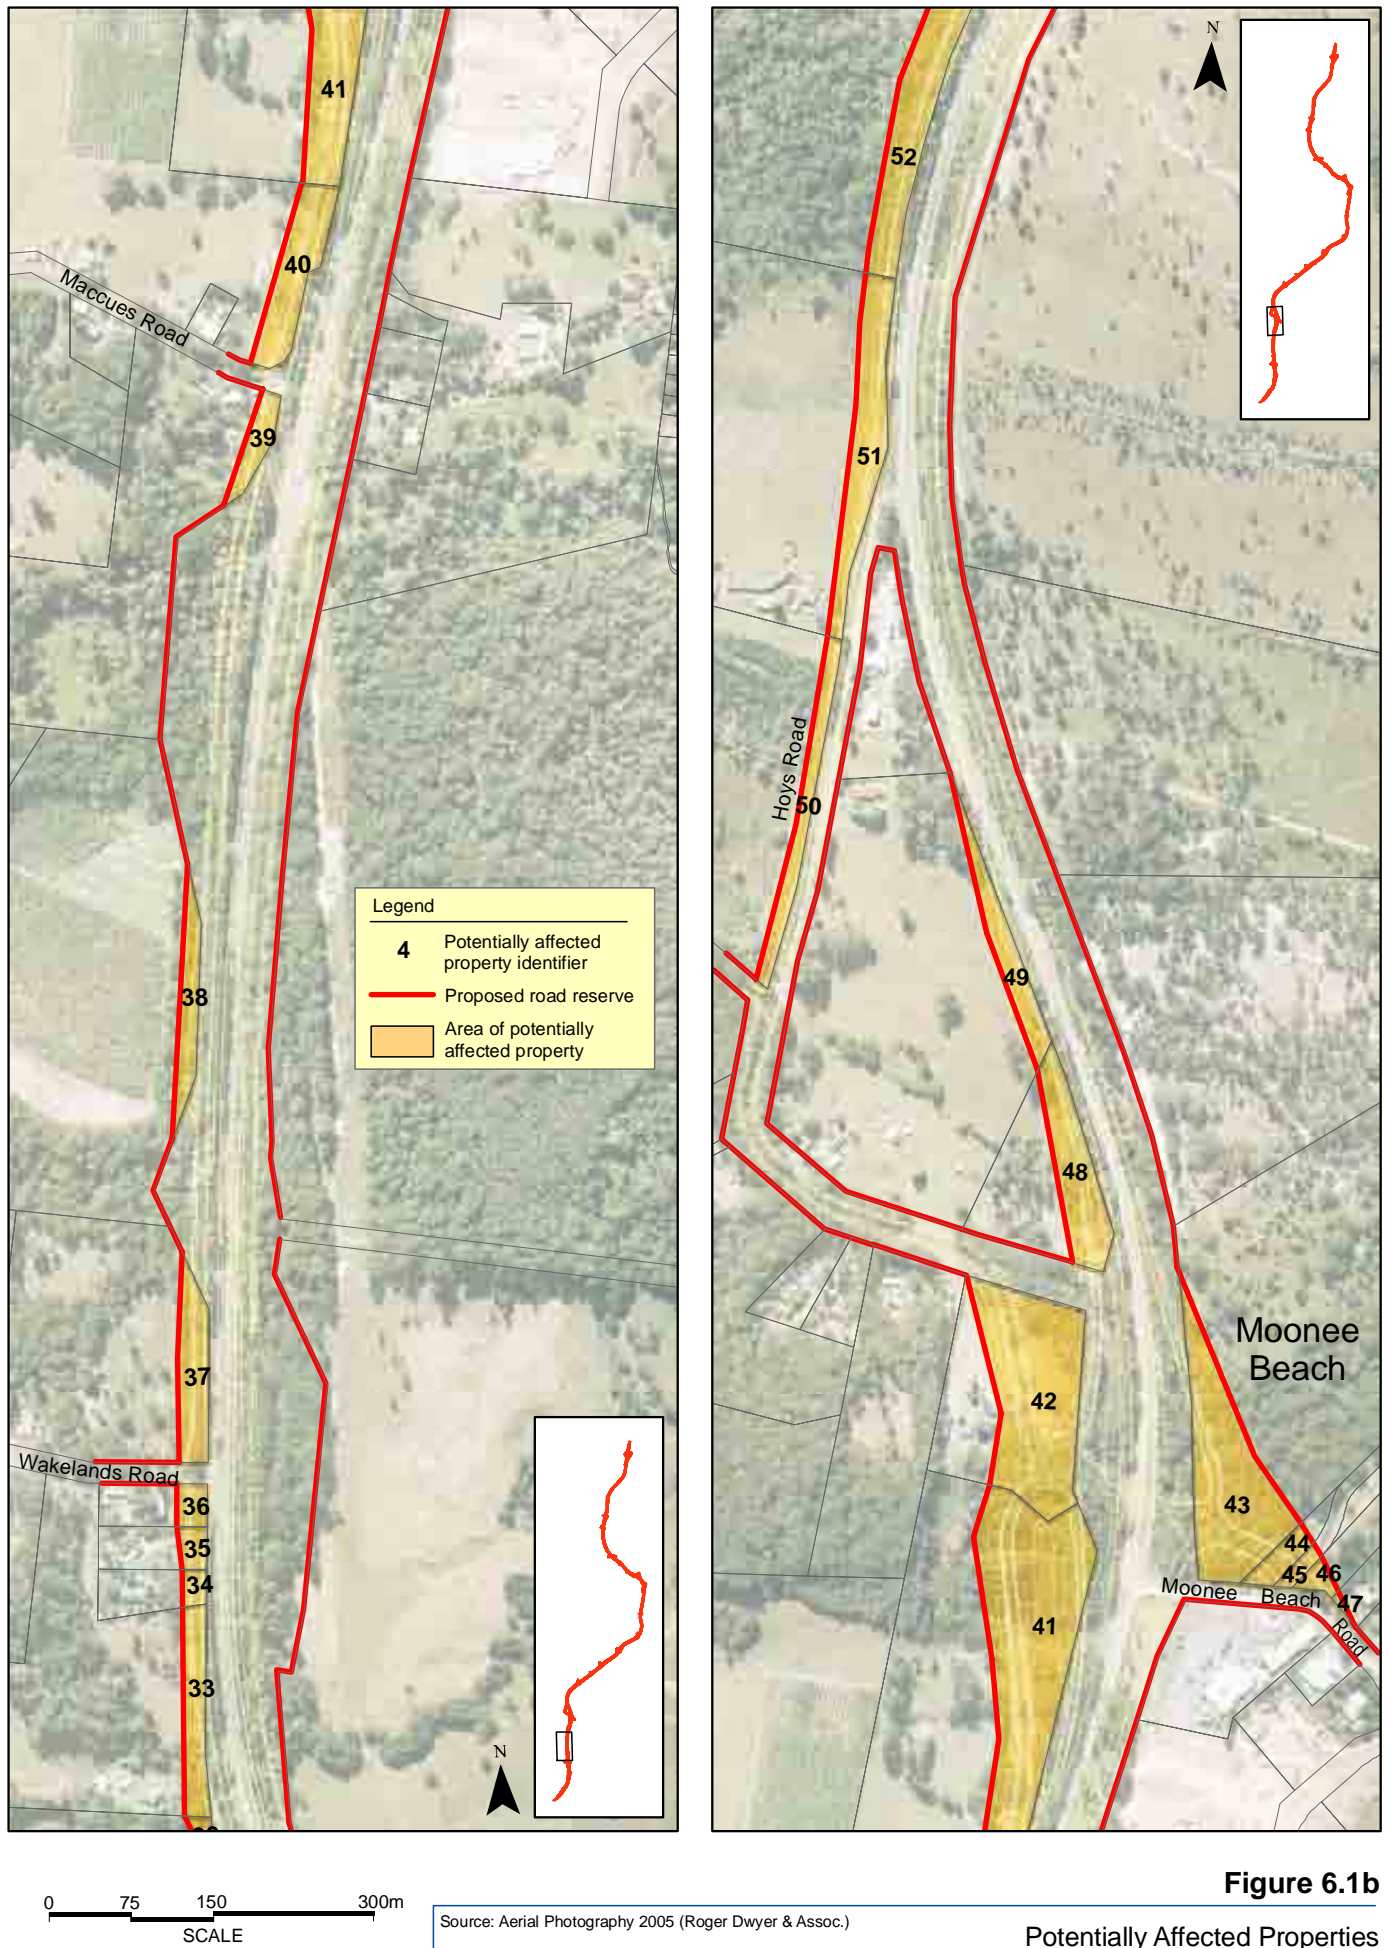 41
40
Maccues Road
39
Legend
4 Potentially affected
property identifier
Proposed road reserve
Area of potentially
affected property
38
37
Wakelands Road
36
35
34
33
N
N
52
51
Hoys Road
50
49
48
Moonee
Beach
42
43
44
45 46
Moonee Beach
47
Road
41
Figure 6.1b
0 75 150 300m
SCALE
Source: Aerial Photography 2005 (Roger Dwyer & Assoc.)
Potentially Affected Properties